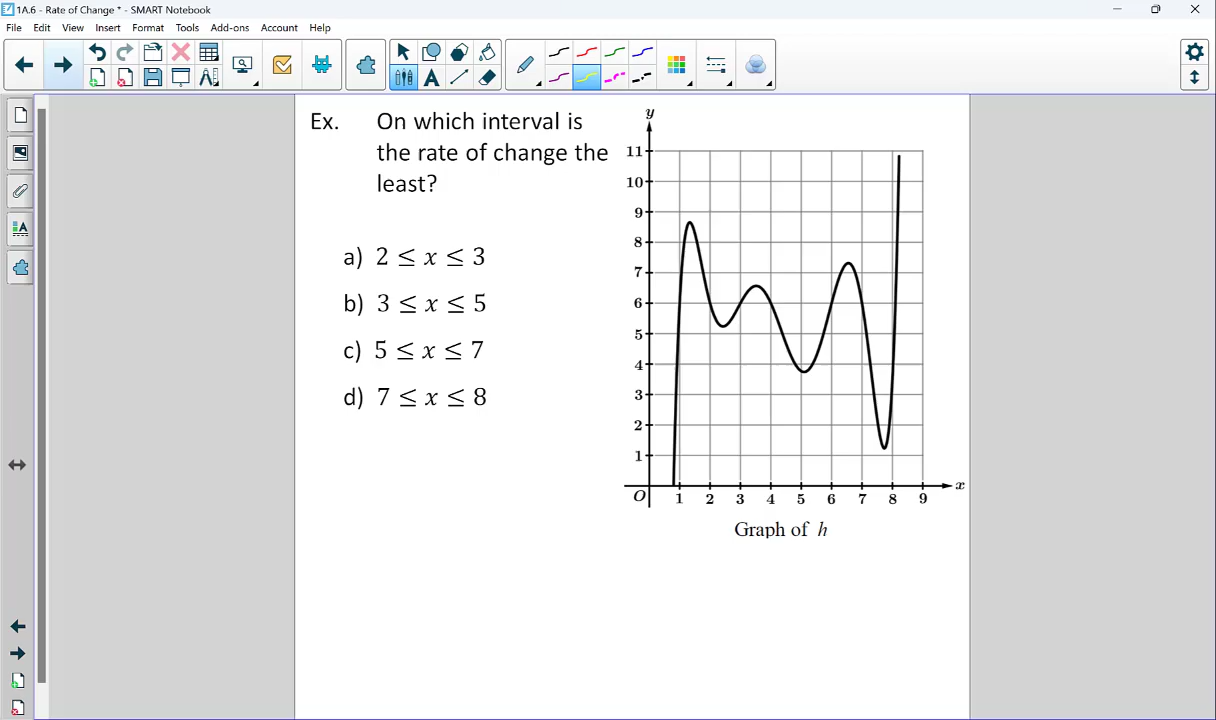 1A.6 - Rate of Change * - SMART Notebook
File Edit View Insert Format Tools Add-ons Account Help
Ex. On which interval is
the rate of change the
least?
a) 2 ≤ x ≤ 3
b) 3 ≤ x ≤ 5
c) 5 ≤ x ≤ 7
d) 7 ≤ x ≤ 8
y
11
10
9
8
7
6
5
4
3
2
1
O 1 2 3 4 5 6 7 8 9 x
Graph of h